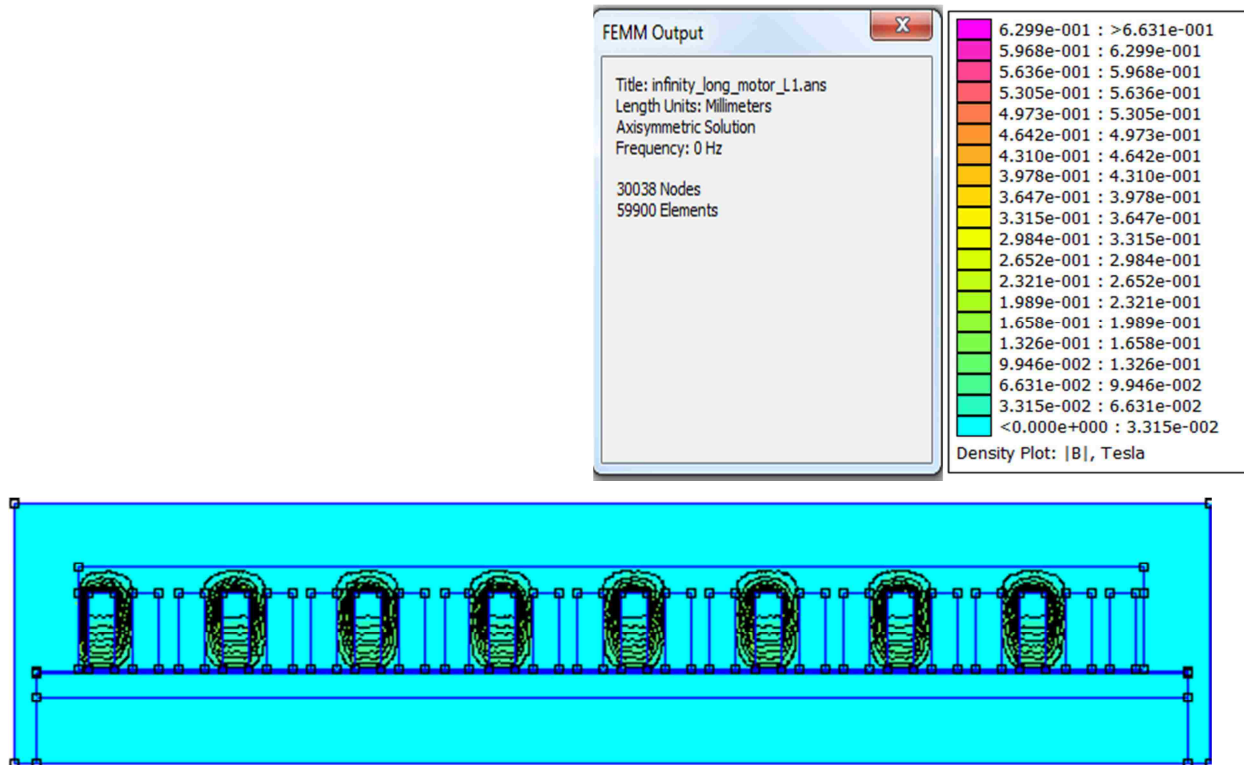 FEMM Output
X
Title: infinity_long_motor_L1.ans
Length Units: Millimeters
Axisymmetric Solution
Frequency: 0 Hz
30038 Nodes
59900 Elements
6.299e-001 : >6.631e-001
5.968e-001 : 6.299e-001
5.636e-001 : 5.968e-001
5.305e-001 : 5.636e-001
4.973e-001 : 5.305e-001
4.642e-001 : 4.973e-001
4.310e-001 : 4.642e-001
3.978e-001 : 4.310e-001
3.647e-001 : 3.978e-001
3.315e-001 : 3.647e-001
2.984e-001 : 3.315e-001
2.652e-001 : 2.984e-001
2.321e-001 : 2.652e-001
1.989e-001 : 2.321e-001
1.658e-001 : 1.989e-001
1.326e-001 : 1.658e-001
9.946e-002 : 1.326e-001
6.631e-002 : 9.946e-002
3.315e-002 : 6.631e-002
<0.000e+000 : 3.315e-002
Density Plot: |B|, Tesla